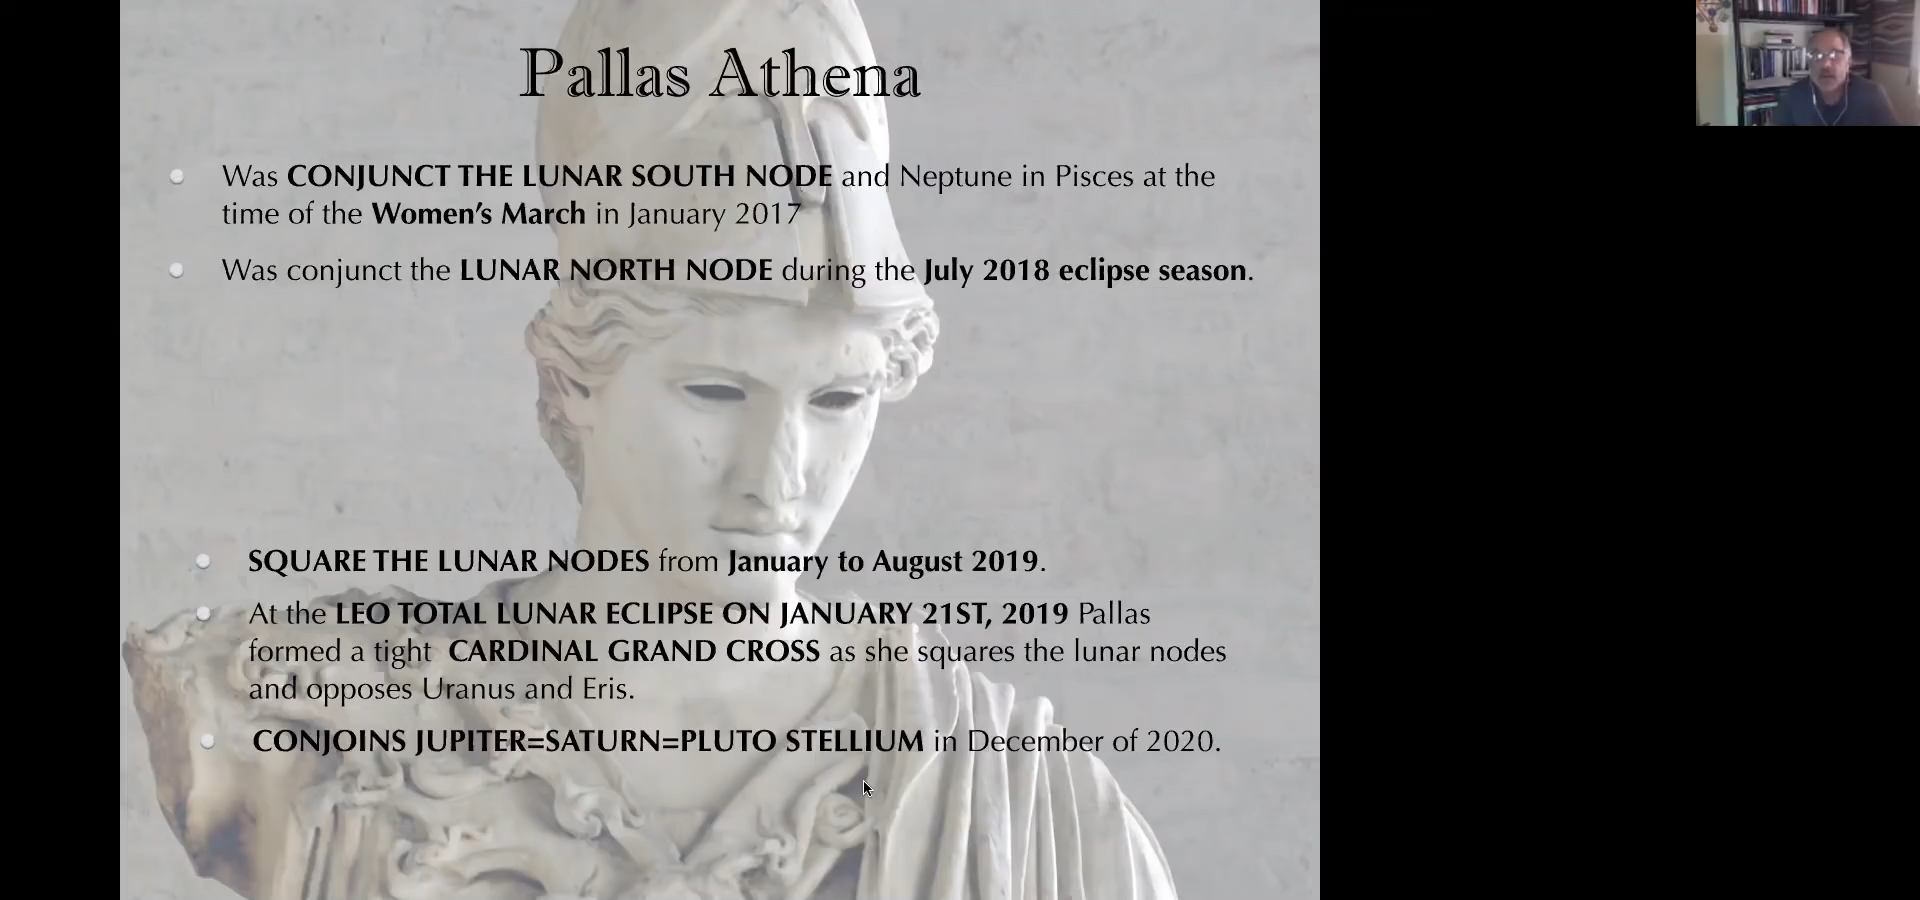 Pallas Athena
Was CONJUNCT THE LUNAR SOUTH NODE and Neptune in Pisces at the
time of the Women’s March in January 2017
Was conjunct the LUNAR NORTH NODE during the July 2018 eclipse season.
SQUARE THE LUNAR NODES from January to August 2019.
At the LEO TOTAL LUNAR ECLIPSE ON JANUARY 21ST, 2019 Pallas
formed a tight CARDINAL GRAND CROSS as she squares the lunar nodes
and opposes Uranus and Eris.
CONJOINS JUPITER=SATURN=PLUTO STELLIUM in December of 2020.